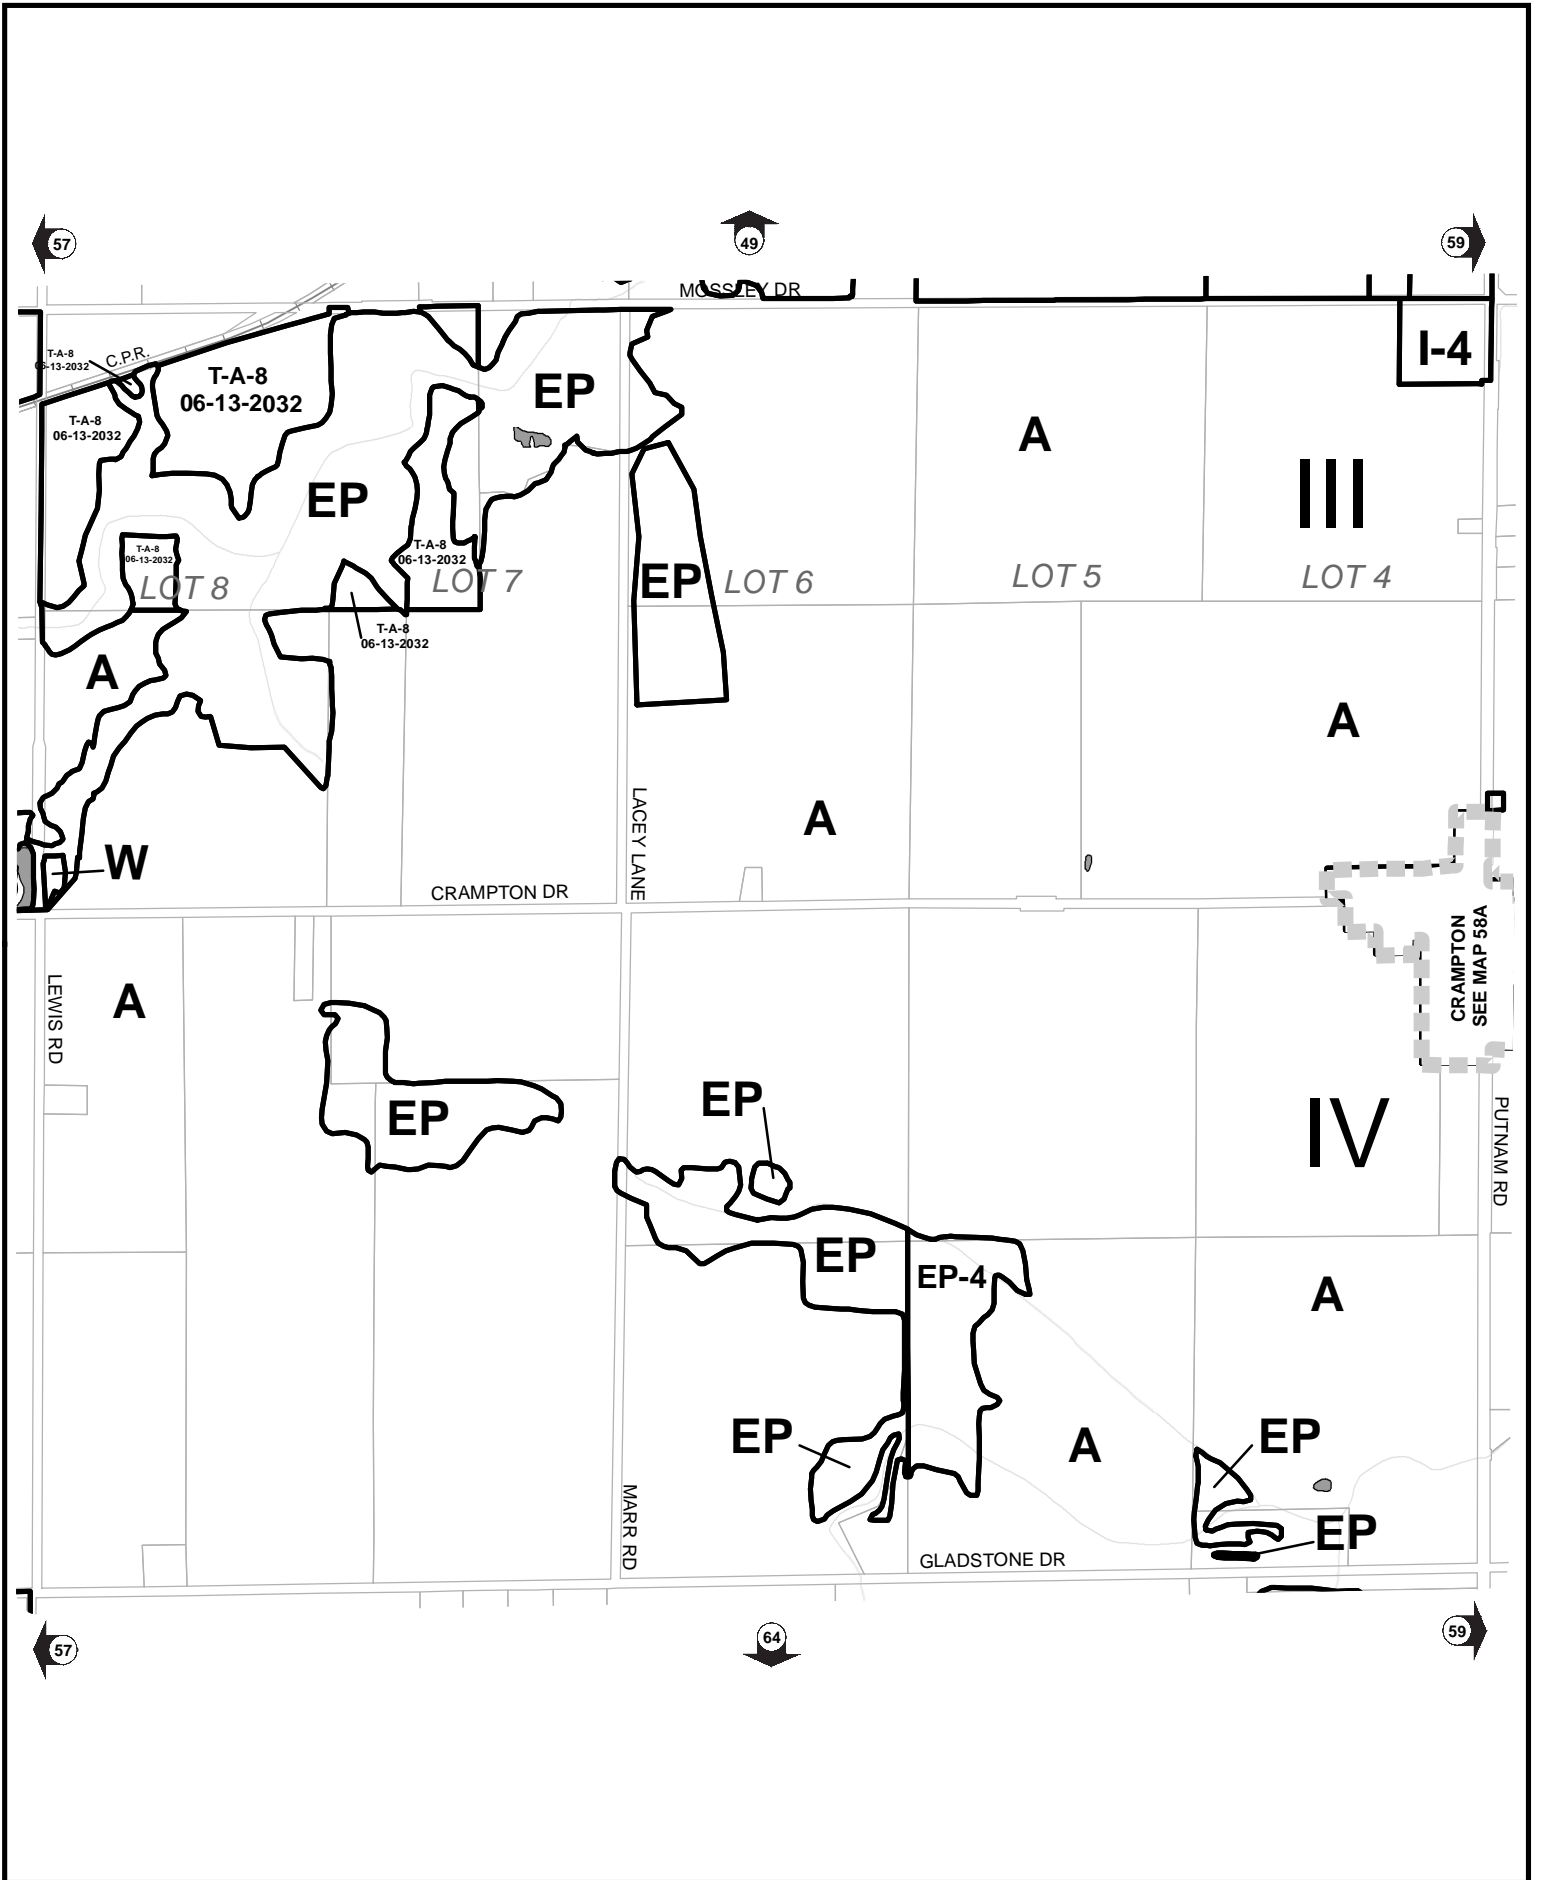 57
49
59
MOSSLEY DR
C.P.R.
T-A-8
06-13-2032
T-A-8
06-13-2032
I-4
T-A-8
06-13-2032
EP
A
EP
III
T-A-8
06-13-2032
T-A-8
06-13-2032
LOT 8
LOT 7
EP
LOT 6
LOT 5
LOT 4
T-A-8
06-13-2032
A
A
LACEY LANE
A
W
CRAMPTON DR
CRAMPTON
SEE MAP 58A
LEWIS RD
A
EP
EP
IV
PUTNAM RD
EP
EP-4
A
EP
A
EP
MARR RD
EP
GLADSTONE DR
57
64
59